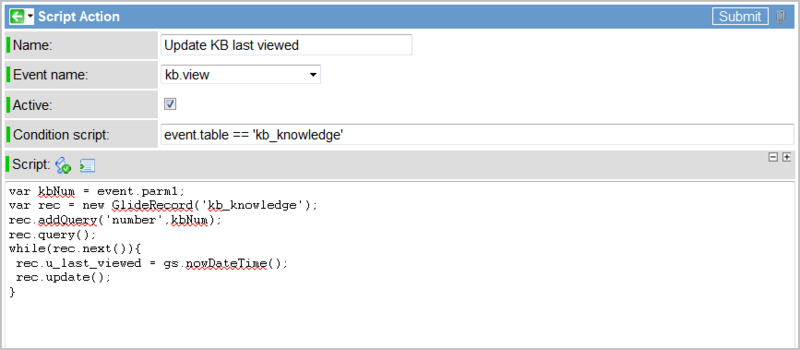 Script Action
Submit
Name:
Update KB last viewed
Event name:
kb.view
Active:
Condition script:
event.table == 'kb_knowledge'
Script:
var kbNum = event.parm1;
var rec = new GlideRecord('kb_knowledge');
rec.addQuery('number',kbNum);
rec.query();
while(rec.next()){
rec.u_last_viewed = gs.nowDateTime();
rec.update();
}